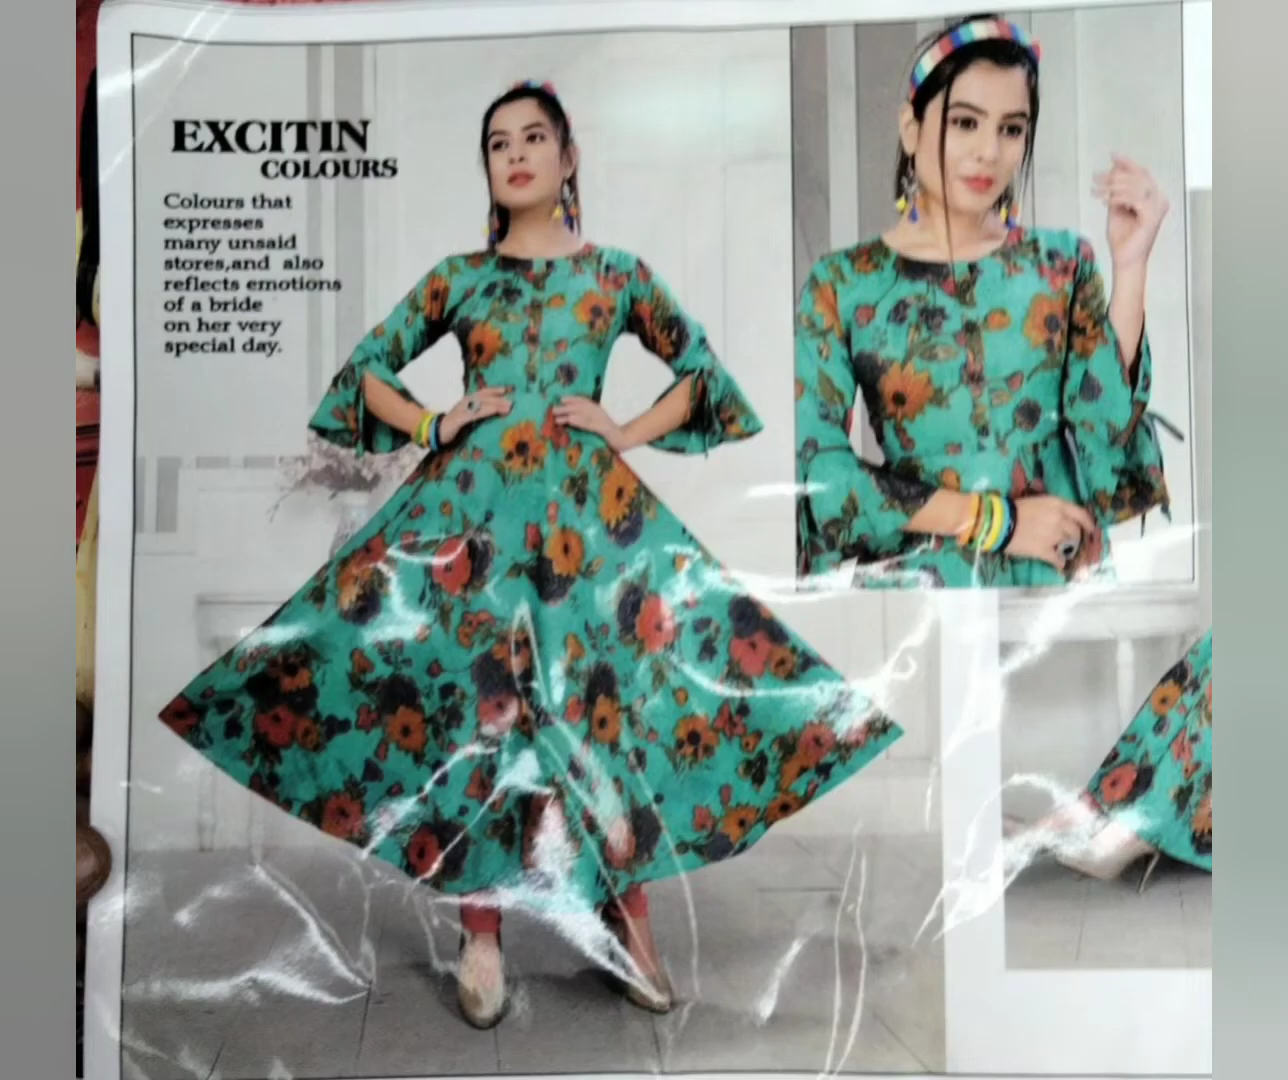 EXCITIN
COLOURS
Colours that
expresses
many unsaid
stores,and also
reflects emotions
of a bride
on her very
special day.